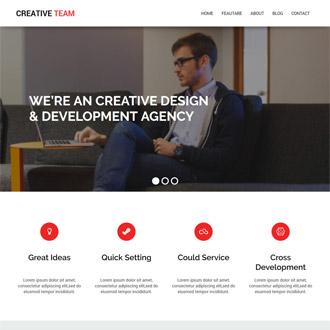 CREATIVE TEAM
HOME FEAUTARE ABOUT BLOG CONTACT
WE'RE AN CREATIVE DESIGN
& DEVELOPMENT AGENCY
Great Ideas
Lorem ipsum dolor sit amet,
consectetur adipiscing elit,sed do
eiusmod tempor incididunt.
Quick Setting
Lorem ipsum dolor sit amet,
consectetur adipiscing elit,sed do
eiusmod tempor incididunt.
Could Service
Lorem ipsum dolor sit amet,
consectetur adipiscing elit,sed do
eiusmod tempor incididunt.
Cross
Development
Lorem ipsum dolor sit amet,
consectetur adipiscing elit,sed do
eiusmod tempor incididunt.